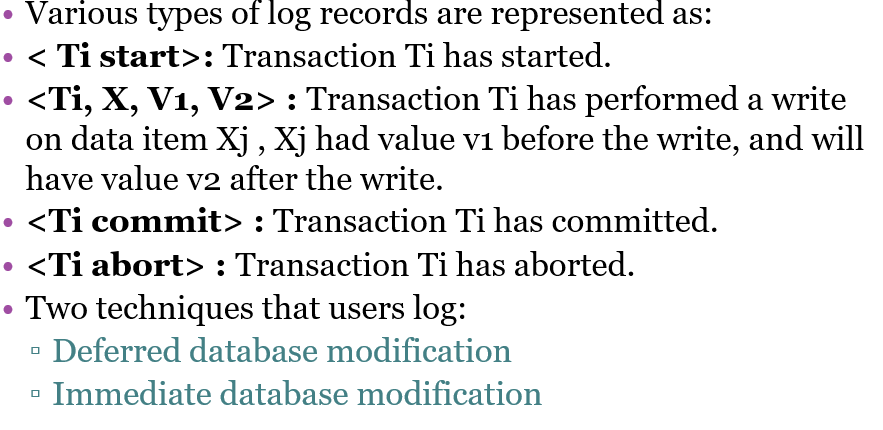 • Various types of log records are represented as:
• < Ti start>: Transaction Ti has started.
• <Ti, X, V1, V2> : Transaction Ti has performed a write
on data item Xj , Xj had value v1 before the write, and will
have value v2 after the write.
• <Ti commit> : Transaction Ti has committed.
• <Ti abort> : Transaction Ti has aborted.
• Two techniques that users log:
▫ Deferred database modification
▫ Immediate database modification